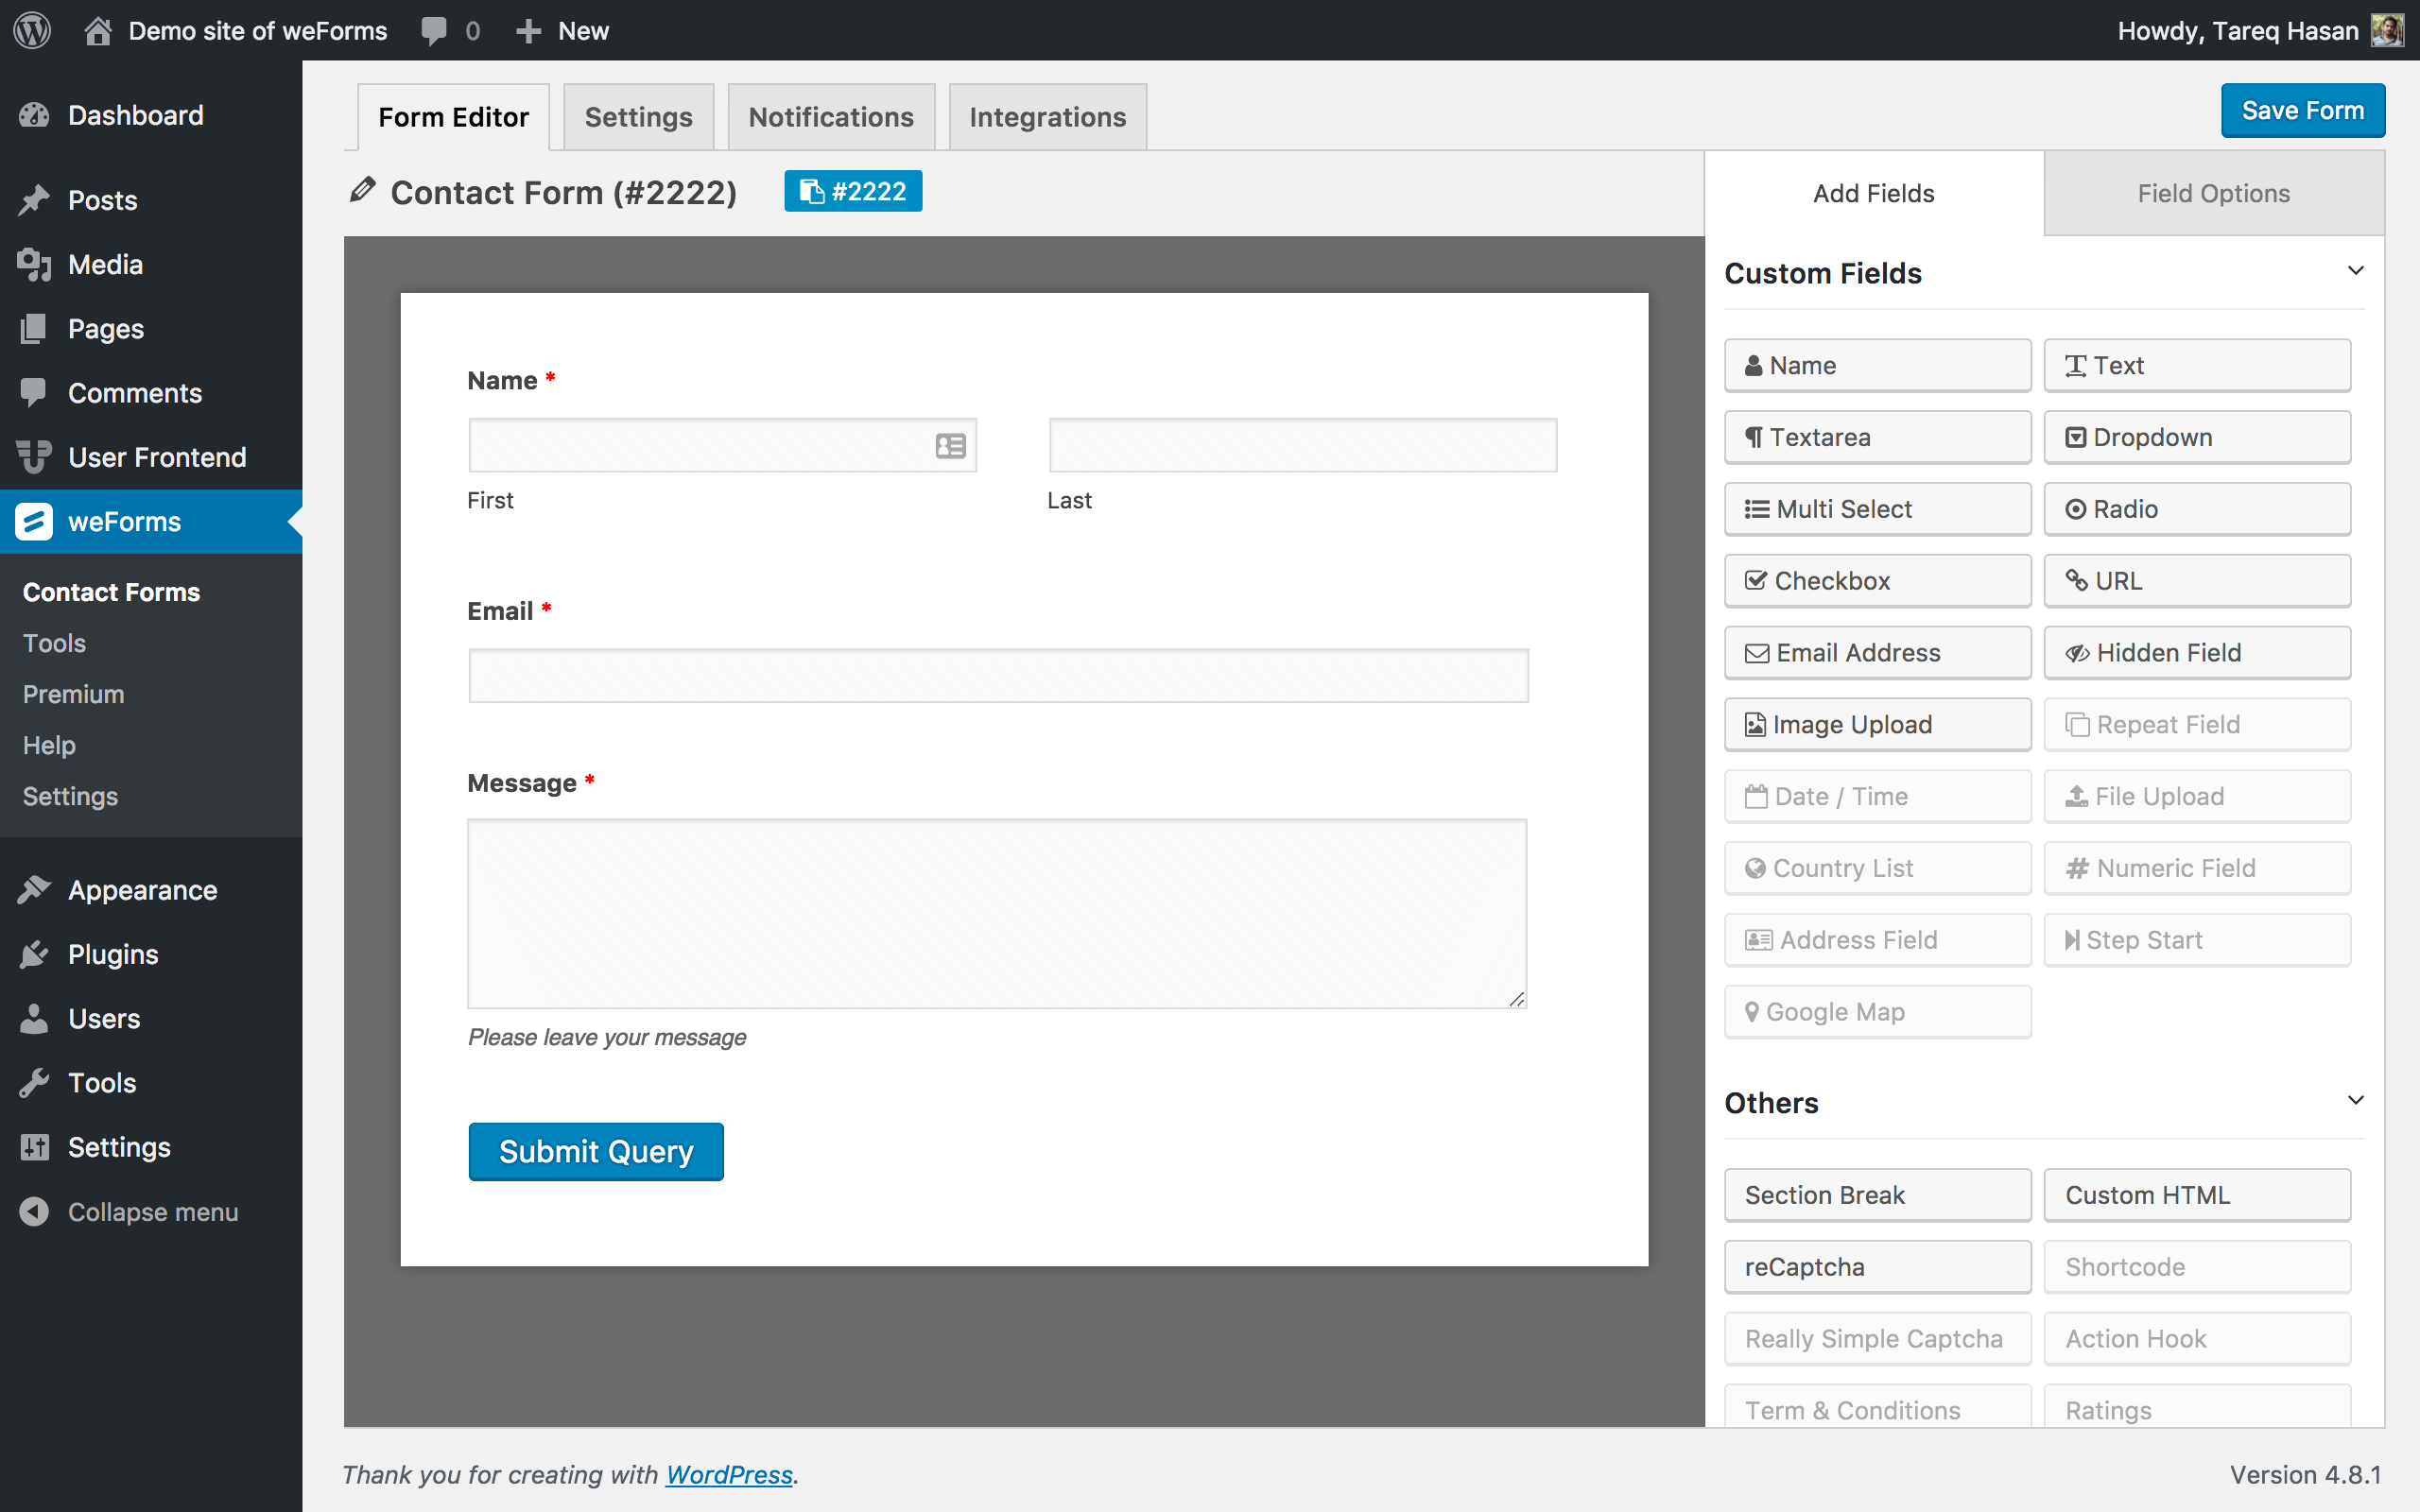 Demo site of weForms 0 New Howdy, Tareq Hasan
Dashboard
Posts
Media
Pages
Comments
User Frontend
weForms
Contact Forms
Tools
Premium
Help
Settings
Appearance
Plugins
Users
Tools
Settings
Collapse menu
Form Editor Settings Notifications Integrations Save Form
Contact Form (#2222) #2222
Name *
First Last
Email *
Message *
Please leave your message
Submit Query
Add Fields Field Options
Custom Fields
Name Text
Textarea Dropdown
Multi Select Radio
Checkbox URL
Email Address Hidden Field
Image Upload Repeat Field
Date / Time File Upload
Country List Numeric Field
Address Field Step Start
Google Map
Others
Section Break Custom HTML
reCaptcha Shortcode
Really Simple Captcha Action Hook
Term & Conditions Ratings
Thank you for creating with WordPress. Version 4.8.1